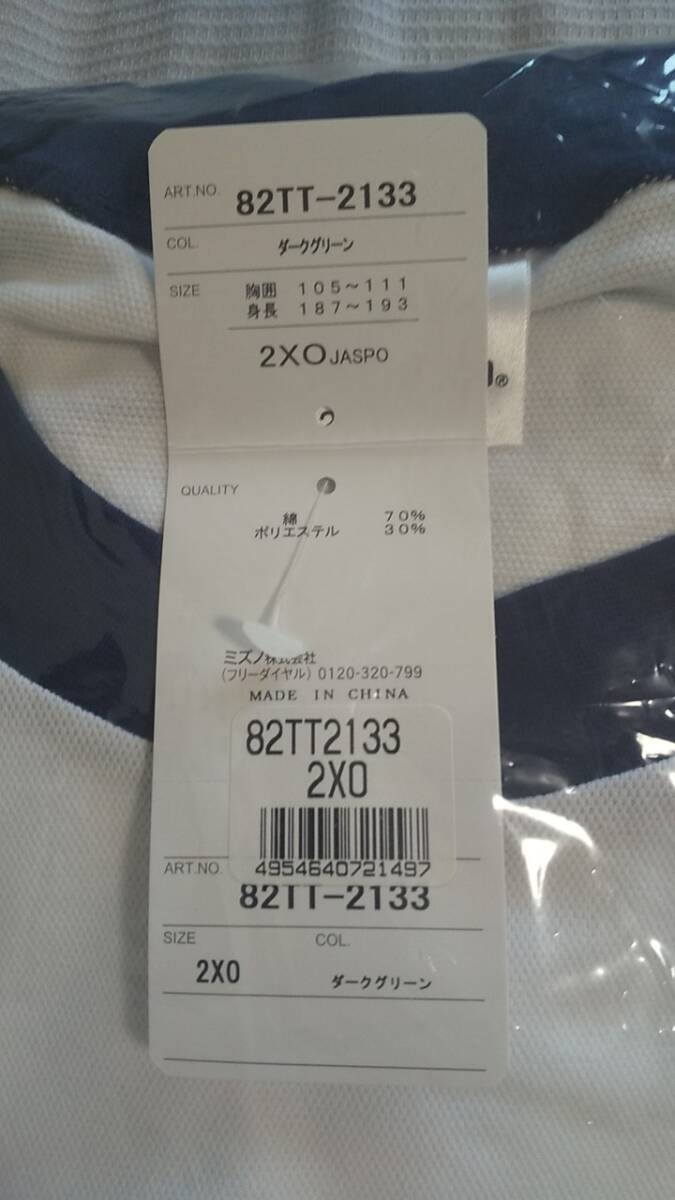 ART.NO. 82TT-2133
COL. ダークグリーン
SIZE 胸囲 105～111
身長 187～193
2XO JASPO
QUALITY
綿 70%
ポリエステル 30%
ミズノ株式会社
(フリーダイヤル) 0120-320-799
MADE IN CHINA
82TT2133
2XO
4954640721497
ART.NO.
82TT-2133
SIZE COL.
2XO ダークグリーン